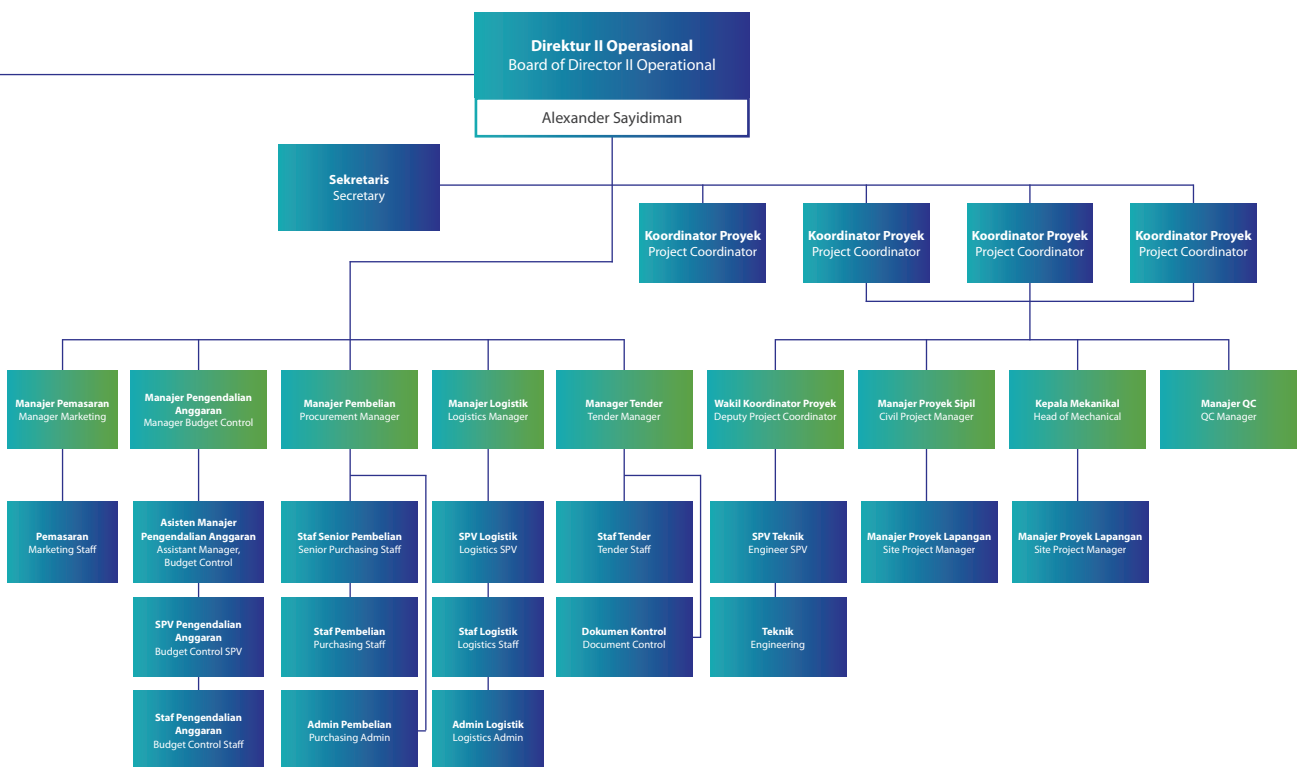 Direktur II Operasional
Board of Director II Operational
Alexander Sayidiman
Sekretaris
Secretary
Koordinator Proyek
Project Coordinator
Koordinator Proyek
Project Coordinator
Koordinator Proyek
Project Coordinator
Koordinator Proyek
Project Coordinator
Manajer Pemasaran
Manager Marketing
Manajer Pengendalian
Anggaran
Manager Budget Control
Manajer Pembelian
Procurement Manager
Manajer Logistik
Logistics Manager
Manager Tender
Tender Manager
Wakil Koordinator Proyek
Deputy Project Coordinator
Manajer Proyek Sipil
Civil Project Manager
Kepala Mekanikal
Head of Mechanical
Manajer QC
QC Manager
Pemasaran
Marketing Staff
Asisten Manajer
Pengendalian Anggaran
Assistant Manager,
Budget Control
Staf Senior Pembelian
Senior Purchasing Staff
SPV Logistik
Logistics SPV
Staf Tender
Tender Staff
SPV Teknik
Engineer SPV
Manajer Proyek Lapangan
Site Project Manager
Manajer Proyek Lapangan
Site Project Manager
SPV Pengendalian
Anggaran
Budget Control SPV
Staf Pembelian
Purchasing Staff
Staf Logistik
Logistics Staff
Dokumen Kontrol
Document Control
Teknik
Engineering
Staf Pengendalian
Anggaran
Budget Control Staff
Admin Pembelian
Purchasing Admin
Admin Logistik
Logistics Admin